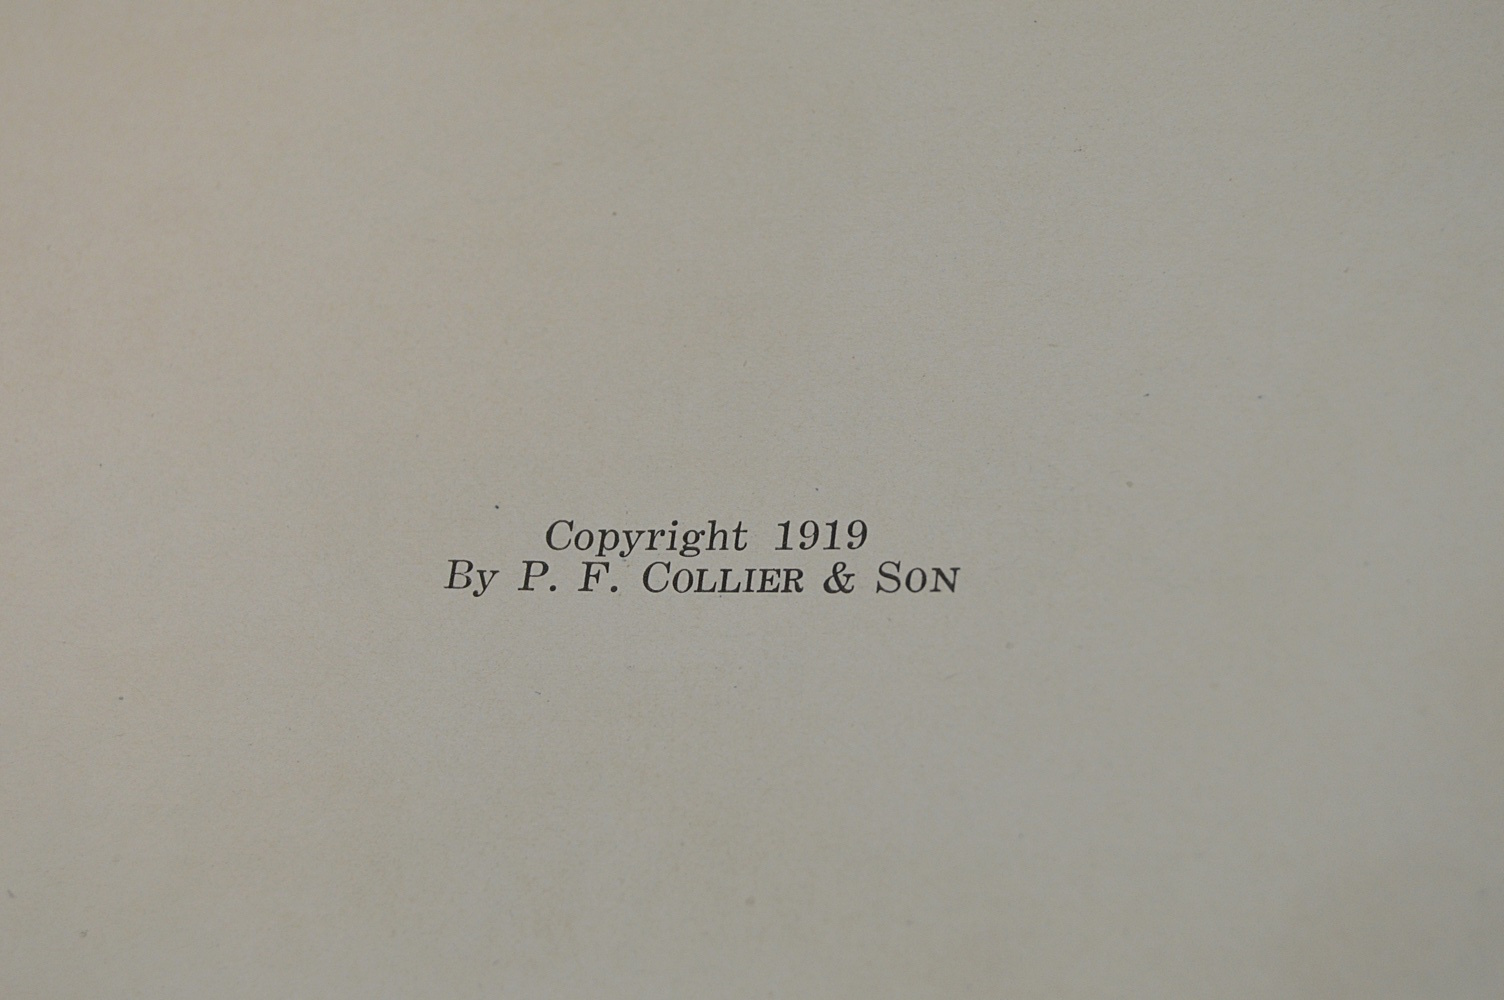 Copyright 1919
By P. F. COLLIER & SON